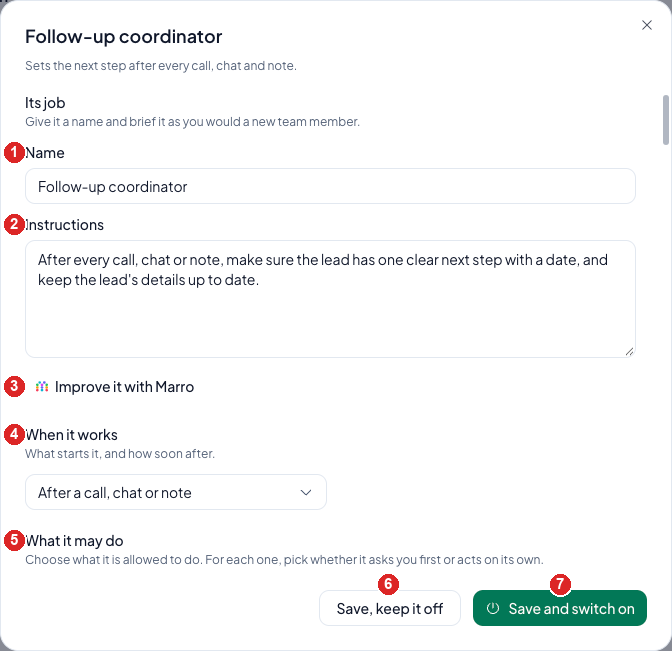 Follow-up coordinator
Sets the next step after every call, chat and note.
Its job
Give it a name and brief it as you would a new team member.
1 Name
Follow-up coordinator
2 Instructions
After every call, chat or note, make sure the lead has one clear next step with a date, and
keep the lead's details up to date.
3 Improve it with Marro
4 When it works
What starts it, and how soon after.
After a call, chat or note
5 What it may do
Choose what it is allowed to do. For each one, pick whether it asks you first or acts on its own.
6 7
Save, keep it off Save and switch on